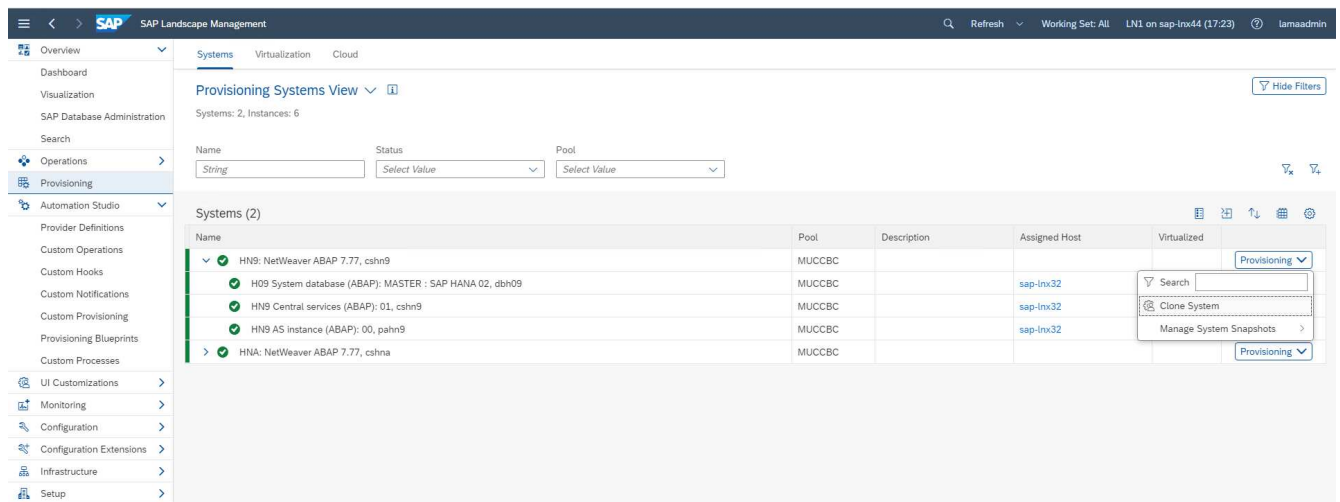 SAP SAP Landscape Management Refresh Working Set: All LN1 on sap-lnx44 (17:23) lamaadmin
Overview
Dashboard
Visualization
SAP Database Administration
Search
Operations
Provisioning
Automation Studio
Provider Definitions
Custom Operations
Custom Hooks
Custom Notifications
Custom Provisioning
Provisioning Blueprints
Custom Processes
UI Customizations
Monitoring
Configuration
Configuration Extensions
Infrastructure
Setup
Systems Virtualization Cloud
Provisioning Systems View
Hide Filters
Systems: 2, Instances: 6
Name Status Pool
String Select Value Select Value
Systems (2)
Name Pool Description Assigned Host Virtualized
HN9: NetWeaver ABAP 7.77, cshn9 MUCCBC Provisioning
H09 System database (ABAP): MASTER : SAP HANA 02, dbh09 MUCCBC sap-lnx32
HN9 Central services (ABAP): 01, cshn9 MUCCBC sap-lnx32
HN9 AS instance (ABAP): 00, pahn9 MUCCBC sap-lnx32
HNA: NetWeaver ABAP 7.77, cshna MUCCBC Provisioning
Search
Clone System
Manage System Snapshots